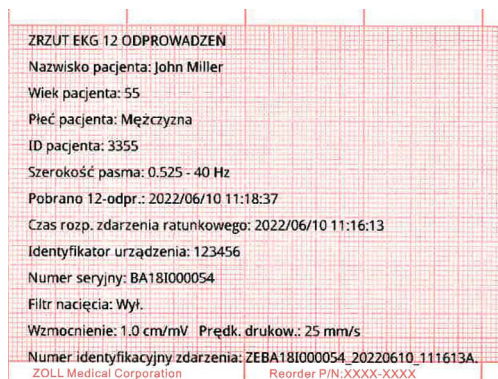 ZRZUT EKG 12 ODPROWADZEŃ
Nazwisko pacjenta: John Miller
Wiek pacjenta: 55
Płeć pacjenta: Mężczyzna
ID pacjenta: 3355
Szerokość pasma: 0.525 - 40 Hz
Pobrano 12-odpr.: 2022/06/10 11:18:37
Czas rozp. zdarzenia ratunkowego: 2022/06/10 11:16:13
Identyfikator urządzenia: 123456
Numer seryjny: BA18I000054
Filtr nacięcia: Wył.
Wzmocnienie: 1.0 cm/mV Prędk. drukow.: 25 mm/s
Numer identyfikacyjny zdarzenia: ZEBA18I000054_20220610_111613A.
ZOLL Medical Corporation Reorder P/N:XXXX-XXXX